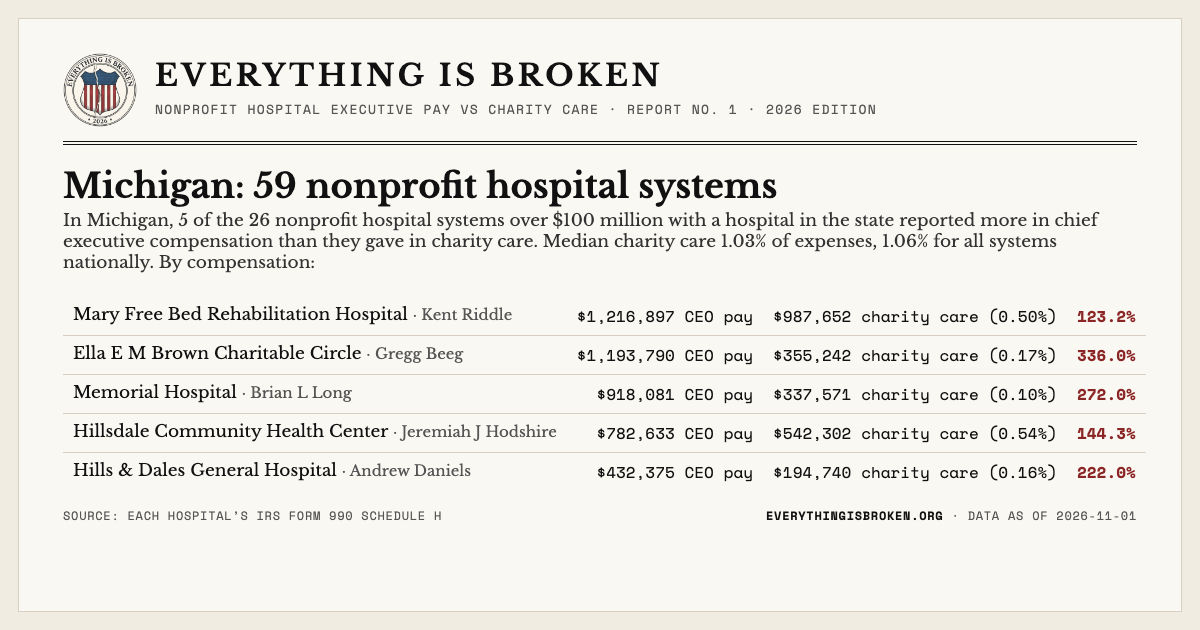 EVERYTHING IS BROKEN
2026
EVERYTHING IS BROKEN
NONPROFIT HOSPITAL EXECUTIVE PAY VS CHARITY CARE · REPORT NO. 1 · 2026 EDITION
Michigan: 59 nonprofit hospital systems
In Michigan, 5 of the 26 nonprofit hospital systems over $100 million with a hospital in the state reported more in chief
executive compensation than they gave in charity care. Median charity care 1.03% of expenses, 1.06% for all systems
nationally. By compensation:
Mary Free Bed Rehabilitation Hospital · Kent Riddle $1,216,897 CEO pay $987,652 charity care (0.50%) 123.2%
Ella E M Brown Charitable Circle · Gregg Beeg $1,193,790 CEO pay $355,242 charity care (0.17%) 336.0%
Memorial Hospital · Brian L Long $918,081 CEO pay $337,571 charity care (0.10%) 272.0%
Hillsdale Community Health Center · Jeremiah J Hodshire $782,633 CEO pay $542,302 charity care (0.54%) 144.3%
Hills & Dales General Hospital · Andrew Daniels $432,375 CEO pay $194,740 charity care (0.16%) 222.0%
SOURCE: EACH HOSPITAL'S IRS FORM 990 SCHEDULE H
EVERYTHINGISBROKEN.ORG · DATA AS OF 2026-11-01